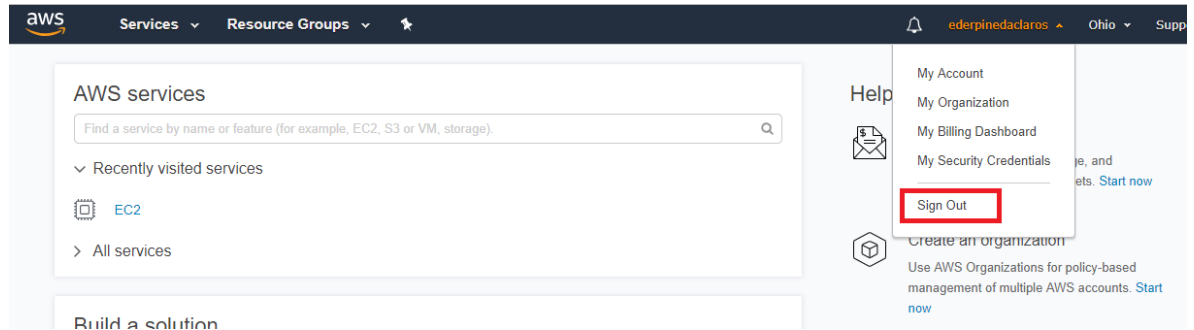 aws Services Resource Groups ederpinedaclaros Ohio
AWS services
Find a service by name or feature (for example, EC2, S3 or VM, storage).
Recently visited services
EC2
All services
Build a solution
Help
My Account
My Organization
My Billing Dashboard
My Security Credentials
and
Start now
Sign Out
Create an organization
Use AWS Organizations for policy-based
management of multiple AWS accounts. Start
now